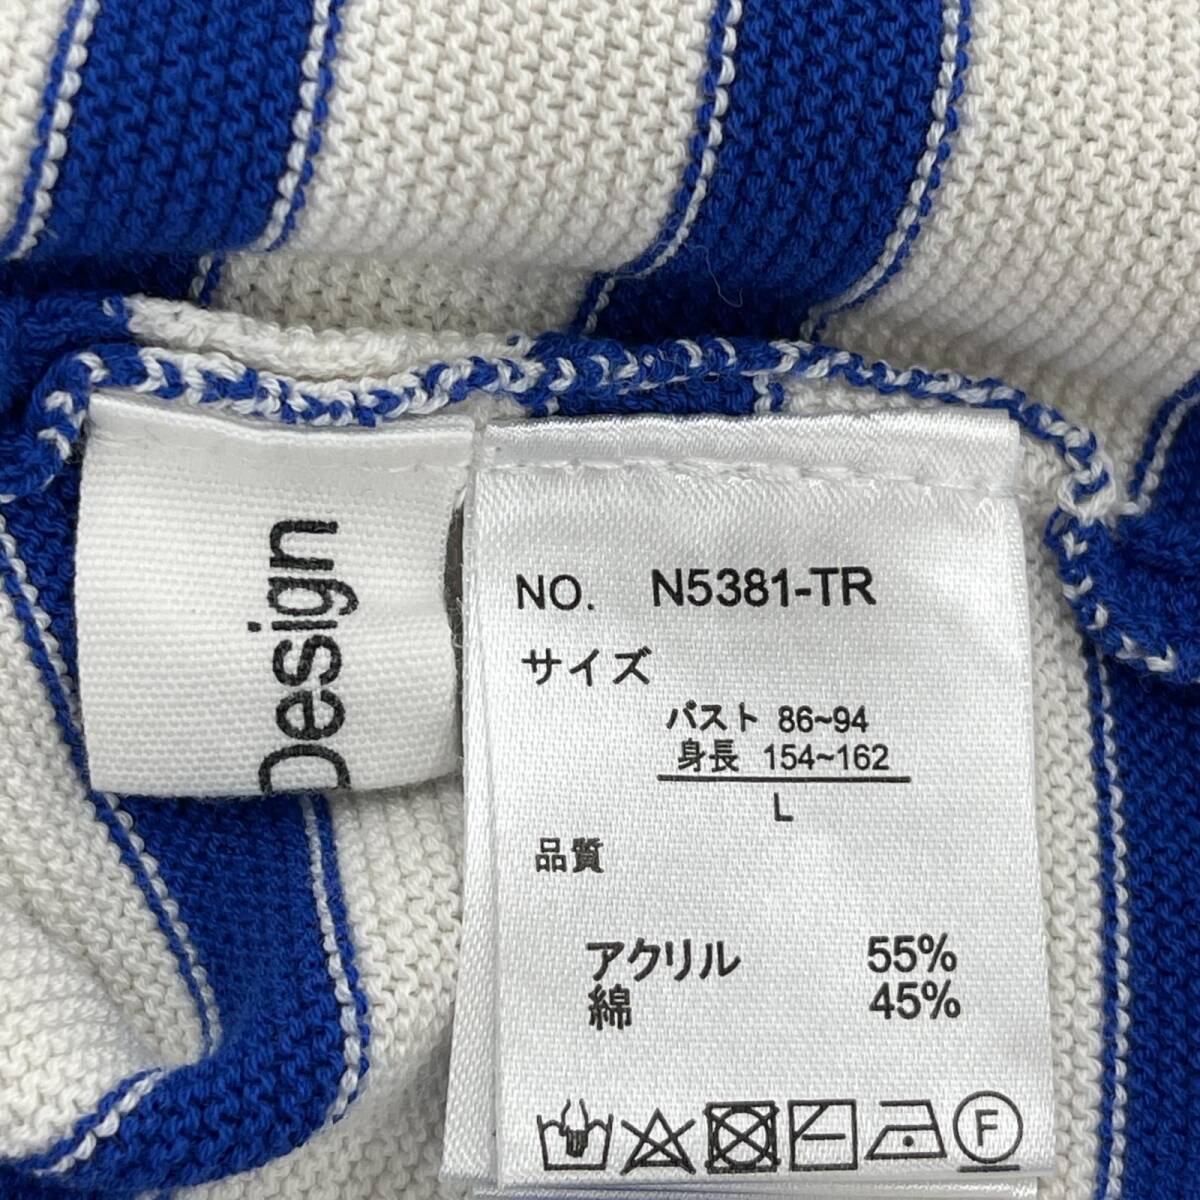 Design
NO. N5381-TR
サイズ
バスト 86~94
身長 154~162
L
品質
アクリル 55%
綿 45%
F